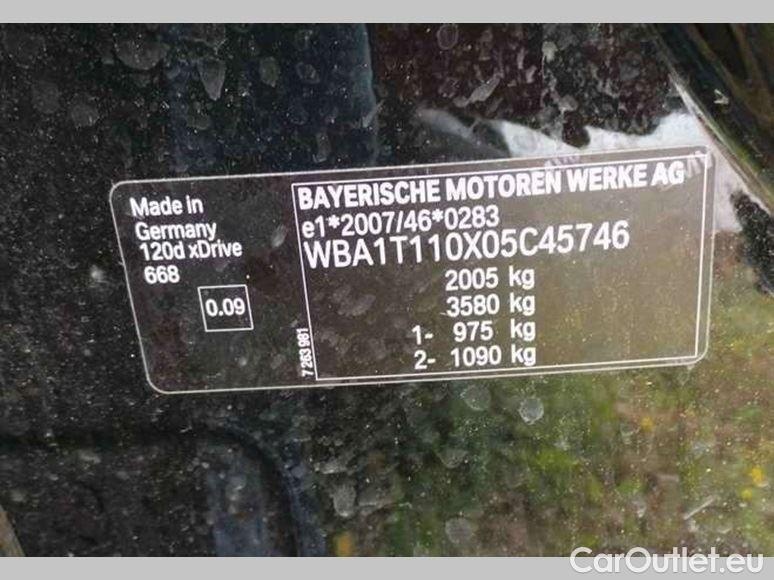 Made in
Germany
120d xDrive
668
0.09
7 263 981
BAYERISCHE MOTOREN WERKE AG
e1*2007/46*0283
WBA1T110X05C45746
2005 kg
3580 kg
1- 975 kg
2- 1090 kg
CarOutlet.eu